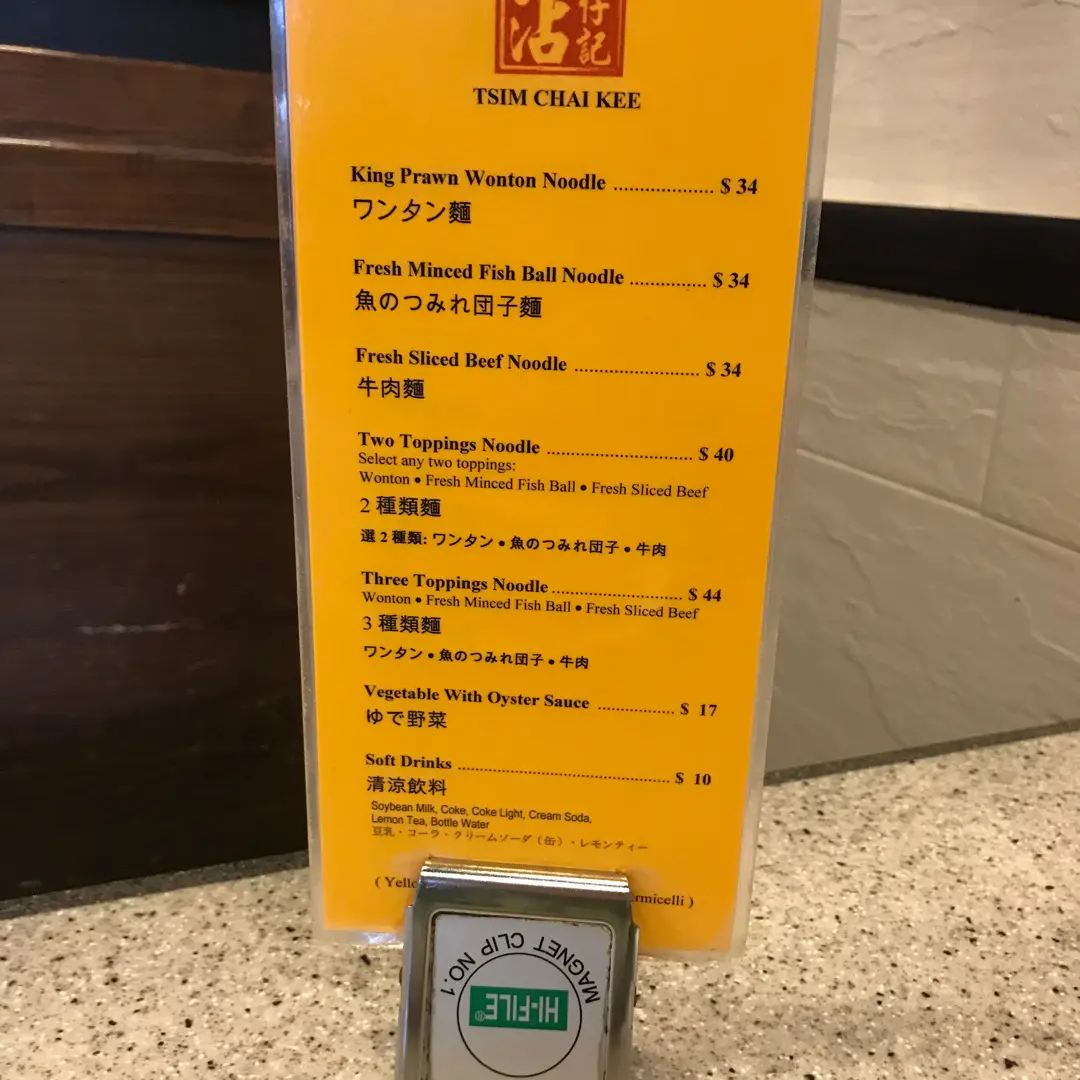 沾仔記
TSIM CHAI KEE
King Prawn Wonton Noodle .................... $ 34
ワンタン麵
Fresh Minced Fish Ball Noodle ............... $ 34
魚のつみれ団子麵
Fresh Sliced Beef Noodle ........................ $ 34
牛肉麵
Two Toppings Noodle ............................ $ 40
Select any two toppings:
Wonton ● Fresh Minced Fish Ball ● Fresh Sliced Beef
2 種類麵
選 2 種類: ワンタン ● 魚のつみれ団子 ● 牛肉
Three Toppings Noodle .......................... $ 44
Wonton ● Fresh Minced Fish Ball ● Fresh Sliced Beef
3 種類麵
ワンタン ● 魚のつみれ団子 ● 牛肉
Vegetable With Oyster Sauce ................. $ 17
ゆで野菜
Soft Drinks .................................................. $ 10
清涼飲料
Soybean Milk, Coke, Coke Light, Cream Soda,
Lemon Tea, Bottle Water
豆乳・コーラ・クリームソーダ（缶）・レモンティー
MAGNET CLIP NO.1
HI-FILE®